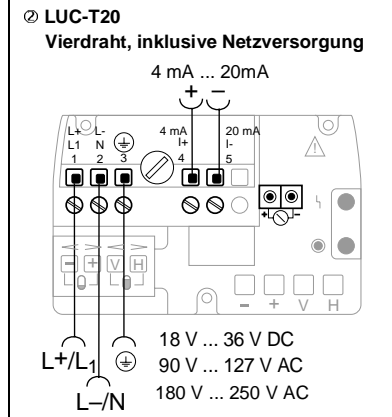 ② LUC-T20
Vierdraht, inklusive Netzversorgung
4 mA ... 20mA
+ −
L+ L- 4 mA 20 mA
L1 N I+ I-
1 2 3 4 5
+ −
< > < >
− + V H
− + V H
L+/L1
L–/N
18 V ... 36 V DC
90 V ... 127 V AC
180 V ... 250 V AC